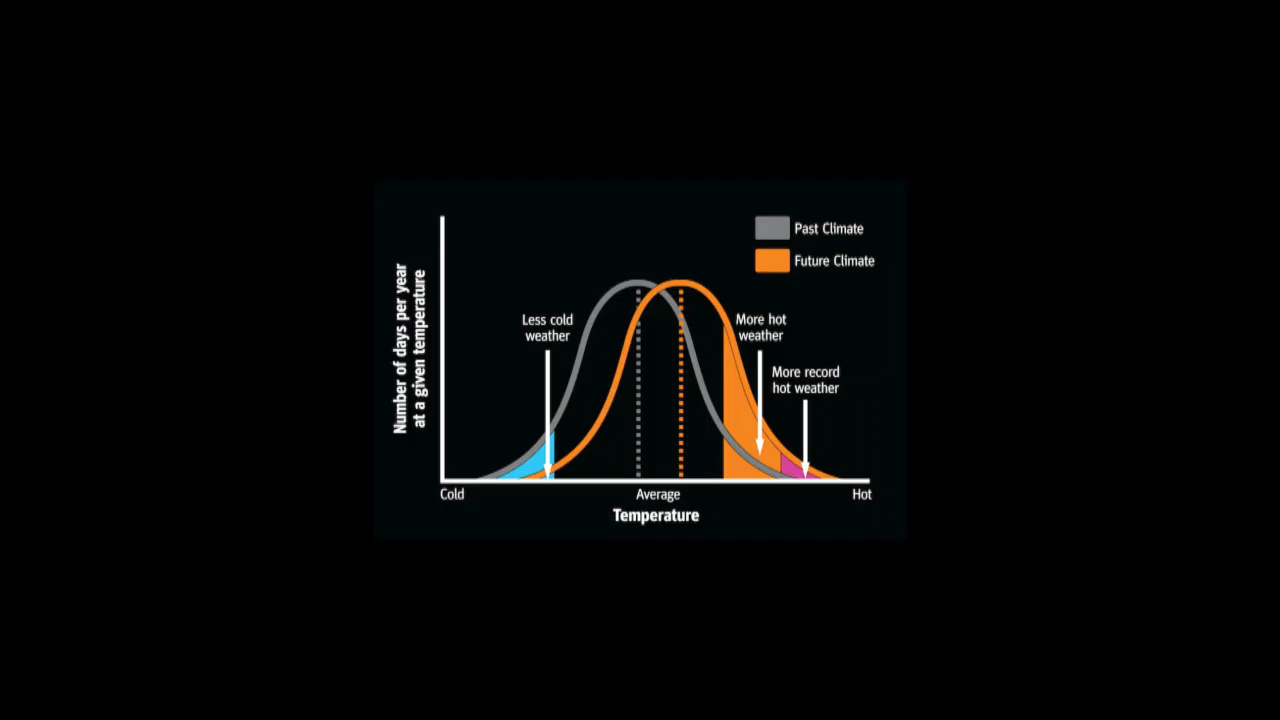 Past Climate
Future Climate
Number of days per year
at a given temperature
Less cold
weather
More hot
weather
More record
hot weather
Cold
Average
Hot
Temperature